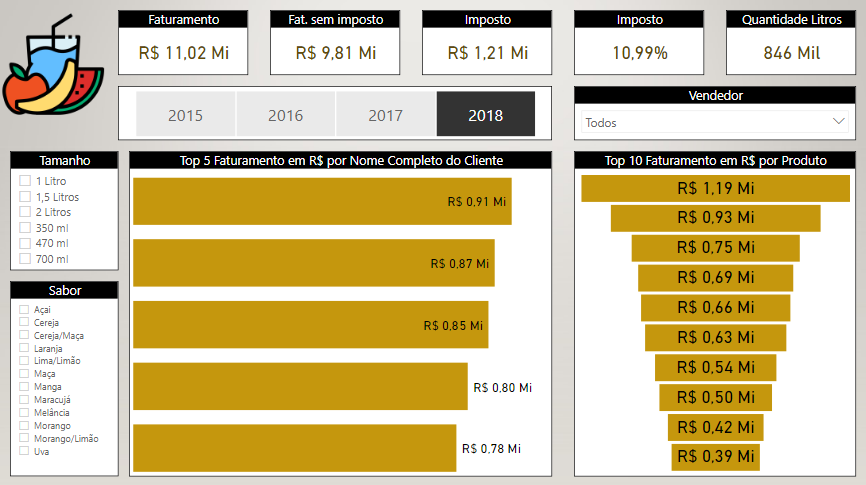 Faturamento
R$ 11,02 Mi
Fat. sem imposto
R$ 9,81 Mi
Imposto
R$ 1,21 Mi
Imposto
10,99%
Quantidade Litros
846 Mil
2015
2016
2017
2018
Vendedor
Todos
Tamanho
1 Litro
1,5 Litros
2 Litros
350 ml
470 ml
700 ml
Sabor
Açai
Cereja
Cereja/Maça
Laranja
Lima/Limão
Maça
Manga
Maracujá
Melância
Morango
Morango/Limão
Uva
Top 5 Faturamento em R$ por Nome Completo do Cliente
R$ 0,91 Mi
R$ 0,87 Mi
R$ 0,85 Mi
R$ 0,80 Mi
R$ 0,78 Mi
Top 10 Faturamento em R$ por Produto
R$ 1,19 Mi
R$ 0,93 Mi
R$ 0,75 Mi
R$ 0,69 Mi
R$ 0,66 Mi
R$ 0,63 Mi
R$ 0,54 Mi
R$ 0,50 Mi
R$ 0,42 Mi
R$ 0,39 Mi